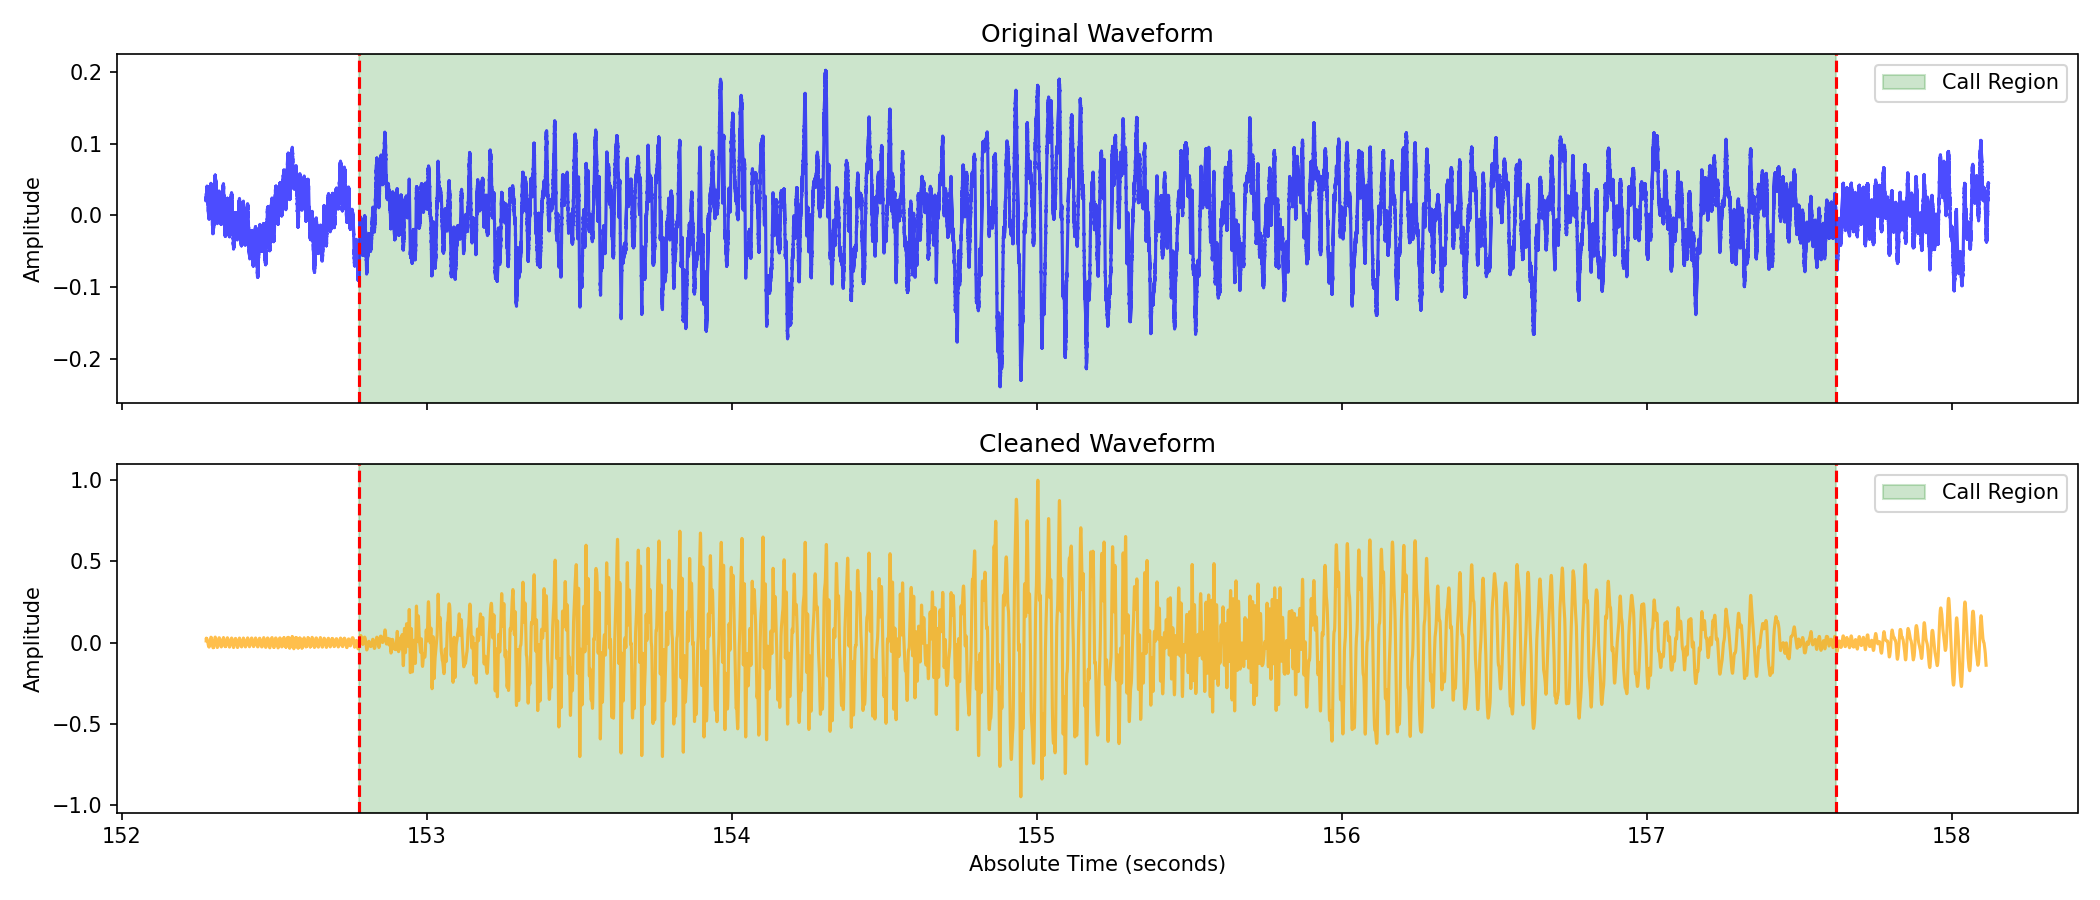 Original Waveform
Amplitude
0.2
0.1
0.0
−0.1
−0.2
Call Region
Cleaned Waveform
Amplitude
1.0
0.5
0.0
−0.5
−1.0
Call Region
152 153 154 155 156 157 158
Absolute Time (seconds)